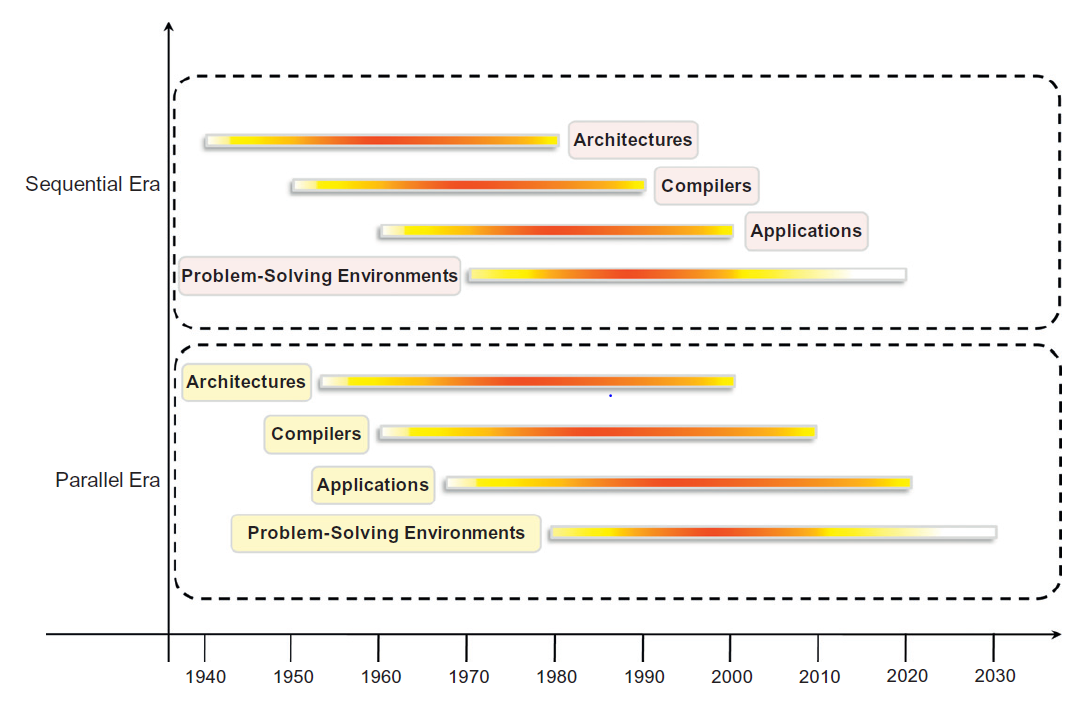 Sequential Era
Architectures
Compilers
Applications
Problem-Solving Environments
Parallel Era
Architectures
Compilers
Applications
Problem-Solving Environments
1940 1950 1960 1970 1980 1990 2000 2010 2020 2030